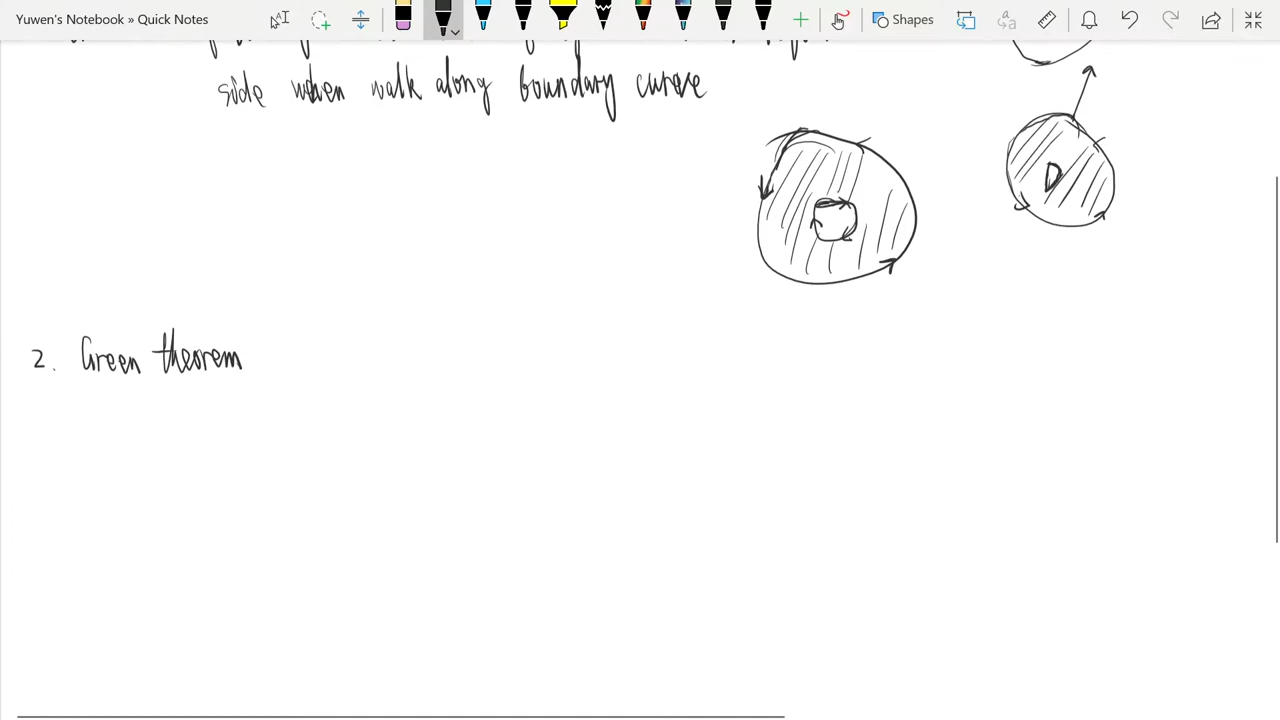 Yuwen's Notebook » Quick Notes
Shapes
side when walk along boundary curve
D
2. Green theorem